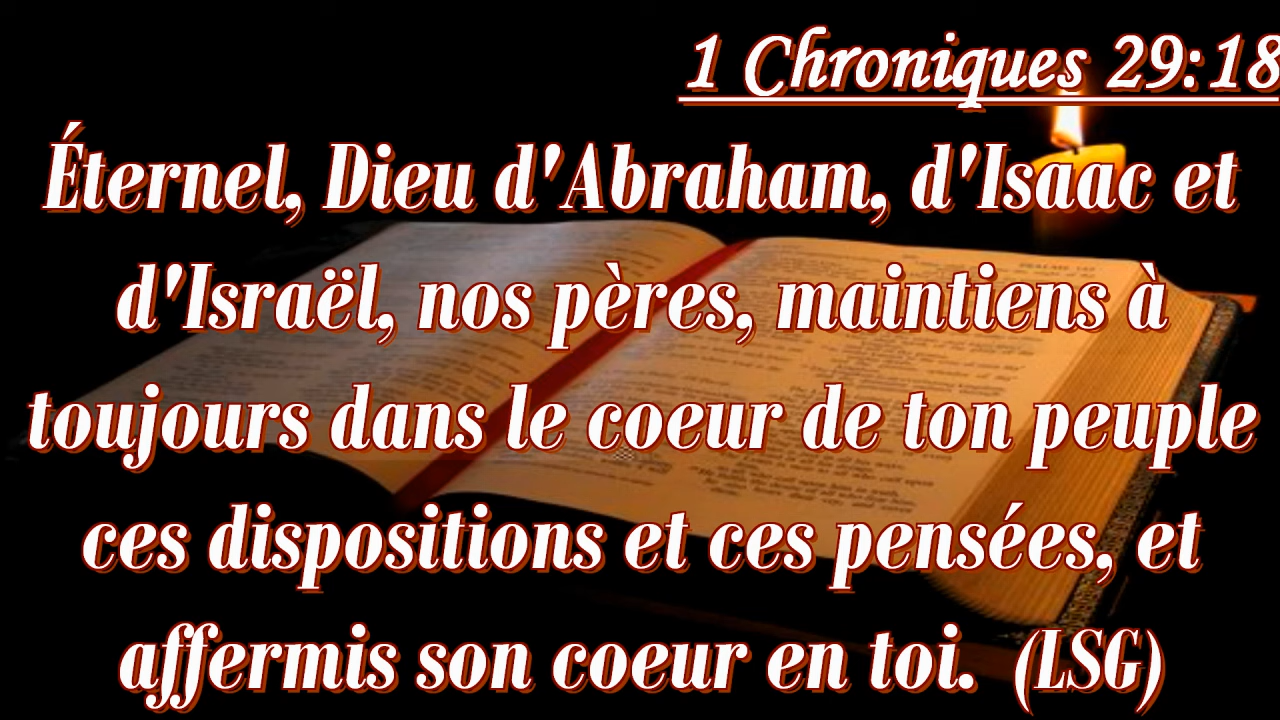 1 Chroniques 29:18
Éternel, Dieu d'Abraham, d'Isaac et
d'Israël, nos pères, maintiens à
toujours dans le coeur de ton peuple
ces dispositions et ces pensées, et
affermis son coeur en toi. (LSG)